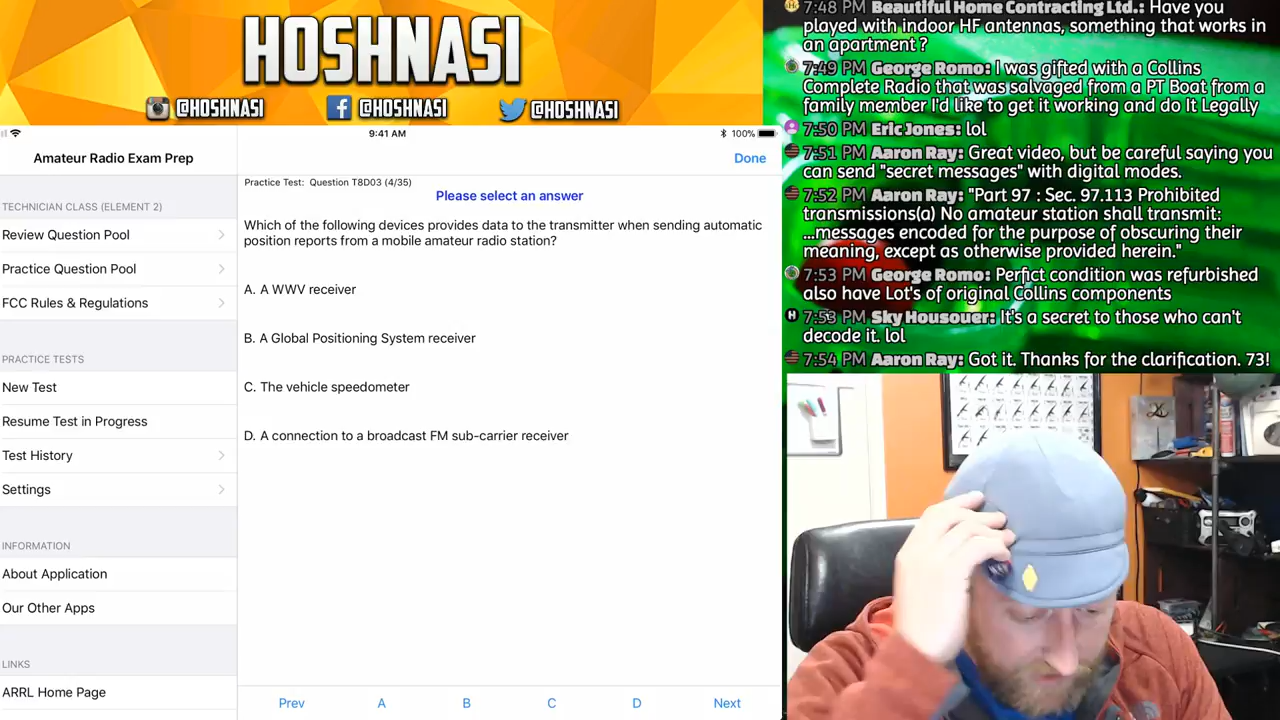 HOSHNASI
@HOSHNASI
@HOSHNASI
@HOSHNASI
9:41 AM
100%
Amateur Radio Exam Prep
Done
TECHNICIAN CLASS (ELEMENT 2)
Review Question Pool
Practice Question Pool
FCC Rules & Regulations
PRACTICE TESTS
New Test
Resume Test in Progress
Test History
Settings
INFORMATION
About Application
Our Other Apps
LINKS
ARRL Home Page
Practice Test: Question T8D03 (4/35)
Please select an answer
Which of the following devices provides data to the transmitter when sending automatic
position reports from a mobile amateur radio station?
A. A WWV receiver
B. A Global Positioning System receiver
C. The vehicle speedometer
D. A connection to a broadcast FM sub-carrier receiver
Prev
A
B
C
D
Next
7:48 PM Beautiful Home Contracting Ltd.: Have you
played with indoor HF antennas, something that works in
an apartment ?
7:49 PM George Romo: I was gifted with a Collins
Complete Radio that was salvaged from a PT Boat from a
family member I'd like to get it working and do It Legally
7:50 PM Eric Jones: lol
7:51 PM Aaron Ray: Great video, but be careful saying you
can send "secret messages" with digital modes.
7:52 PM Aaron Ray: "Part 97 : Sec. 97.113 Prohibited
transmissions(a) No amateur station shall transmit:
...messages encoded for the purpose of obscuring their
meaning, except as otherwise provided herein."
7:53 PM George Romo: Perfict condition was refurbished
also have Lot's of original Collins components
H 7:53 PM Sky Housouer: It's a secret to those who can't
decode it. lol
7:54 PM Aaron Ray: Got it. Thanks for the clarification. 73!